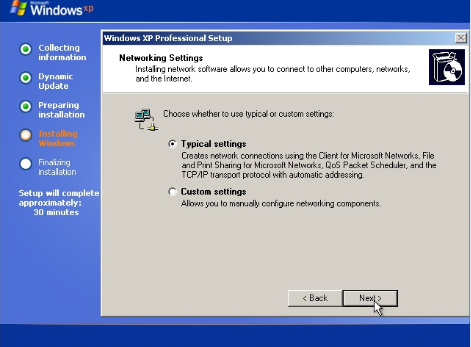 Microsoft
Windows xp
Windows XP Professional Setup
Collecting
information
Dynamic
Update
Preparing
installation
Installing
Windows
Finalizing
installation
Setup will complete
approximately:
30 minutes
Networking Settings
Installing network software allows you to connect to other computers, networks,
and the Internet.
Choose whether to use typical or custom settings:
Typical settings
Creates network connections using the Client for Microsoft Networks, File
and Print Sharing for Microsoft Networks, QoS Packet Scheduler, and the
TCP/IP transport protocol with automatic addressing.
Custom settings
Allows you to manually configure networking components.
< Back
Next >